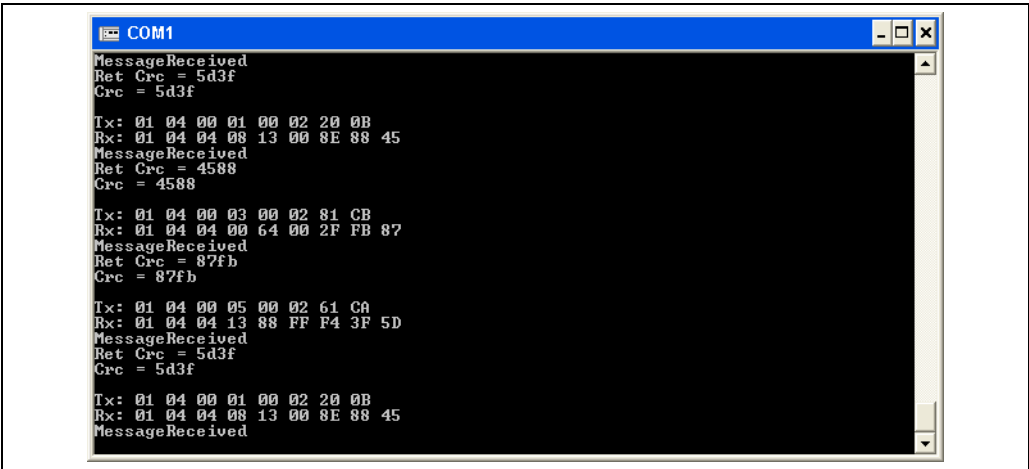 COM1
MessageReceived
Ret Crc = 5d3f
Crc = 5d3f
Tx: 01 04 00 01 00 02 20 0B
Rx: 01 04 04 08 13 00 8E 88 45
MessageReceived
Ret Crc = 4588
Crc = 4588
Tx: 01 04 00 03 00 02 81 CB
Rx: 01 04 04 00 64 00 2F FB 87
MessageReceived
Ret Crc = 87fb
Crc = 87fb
Tx: 01 04 00 05 00 02 61 CA
Rx: 01 04 04 13 88 FF F4 3F 5D
MessageReceived
Ret Crc = 5d3f
Crc = 5d3f
Tx: 01 04 00 01 00 02 20 0B
Rx: 01 04 04 08 13 00 8E 88 45
MessageReceived